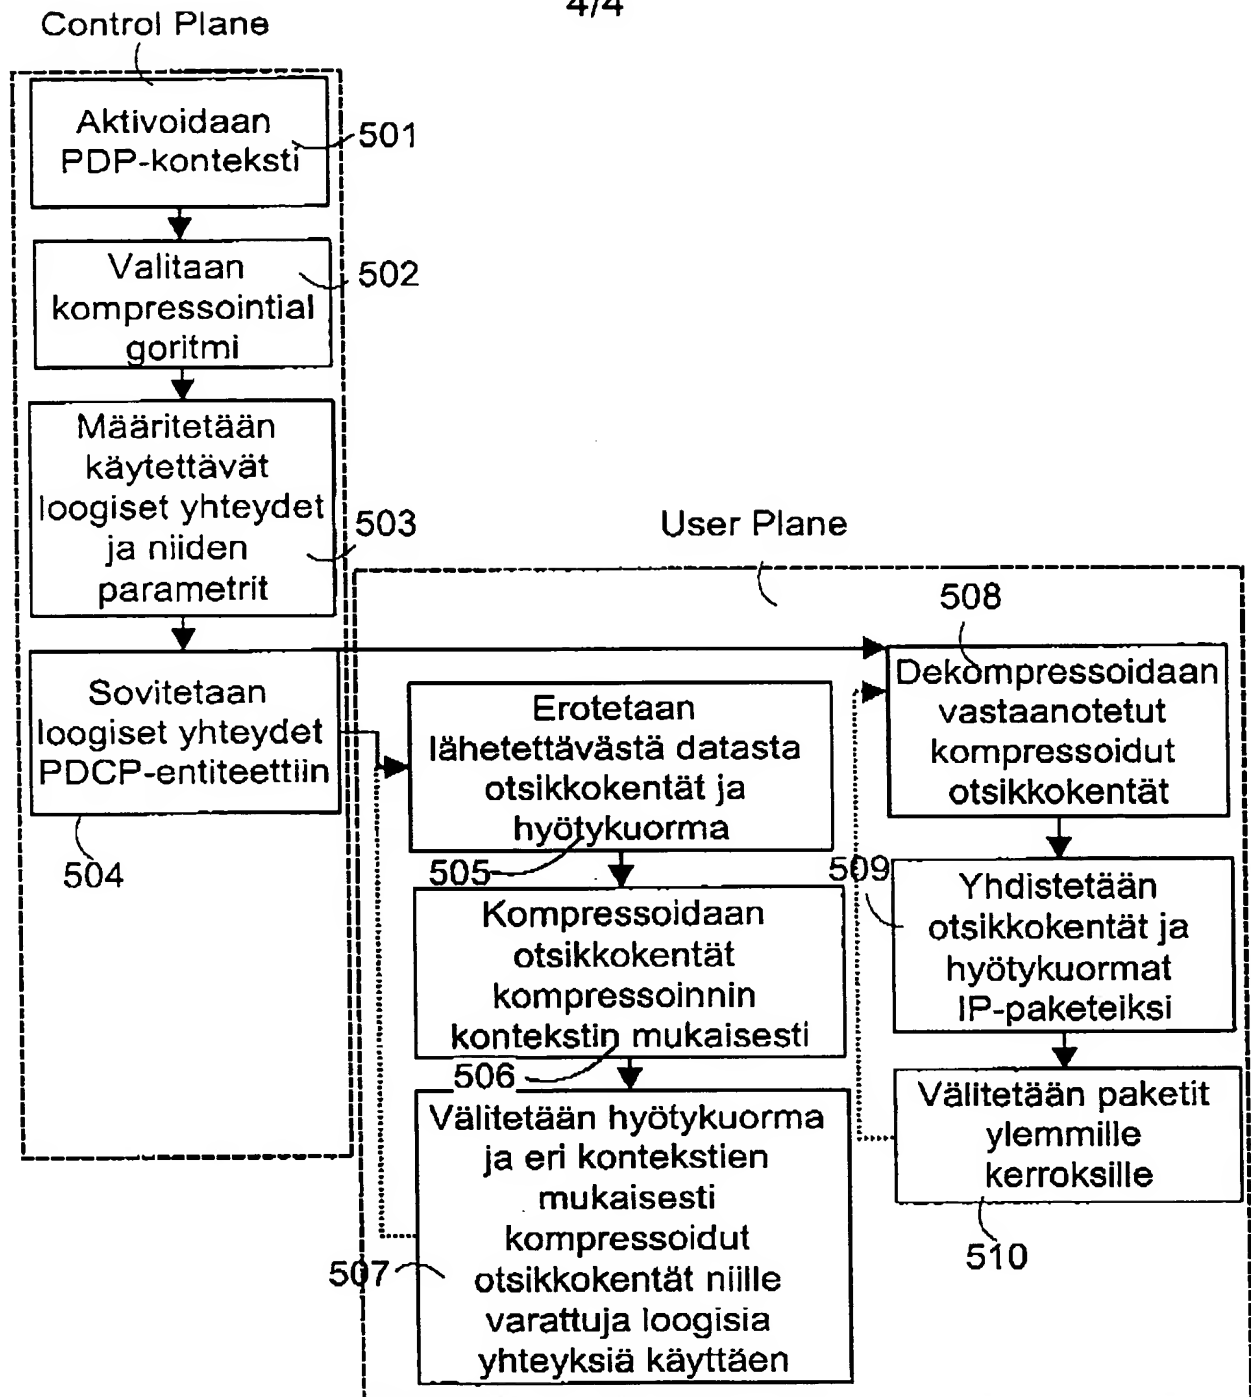 4/4
Control Plane
Aktivoidaan
PDP-konteksti
501
Valitaan
kompressointial
goritmi
502
Määritetään
käytettävät
loogiset yhteydet
ja niiden
parametrit
503
Sovitetaan
loogiset yhteydet
PDCP-entiteettiin
504
User Plane
Erotetaan
lähetettävästä datasta
otsikkokentät ja
hyötykuorma
505
Kompressoidaan
otsikkokentät
kompressoinnin
kontekstin mukaisesti
506
Välitetään hyötykuorma
ja eri kontekstien
mukaisesti
kompressoidut
otsikkokentät niille
varattuja loogisia
yhteyksiä käyttäen
507
508
Dekompressoidaan
vastaanotetut
kompressoidut
otsikkokentät
509
Yhdistetään
otsikkokentät ja
hyötykuormat
IP-paketeiksi
Välitetään paketit
ylemmille
kerroksille
510